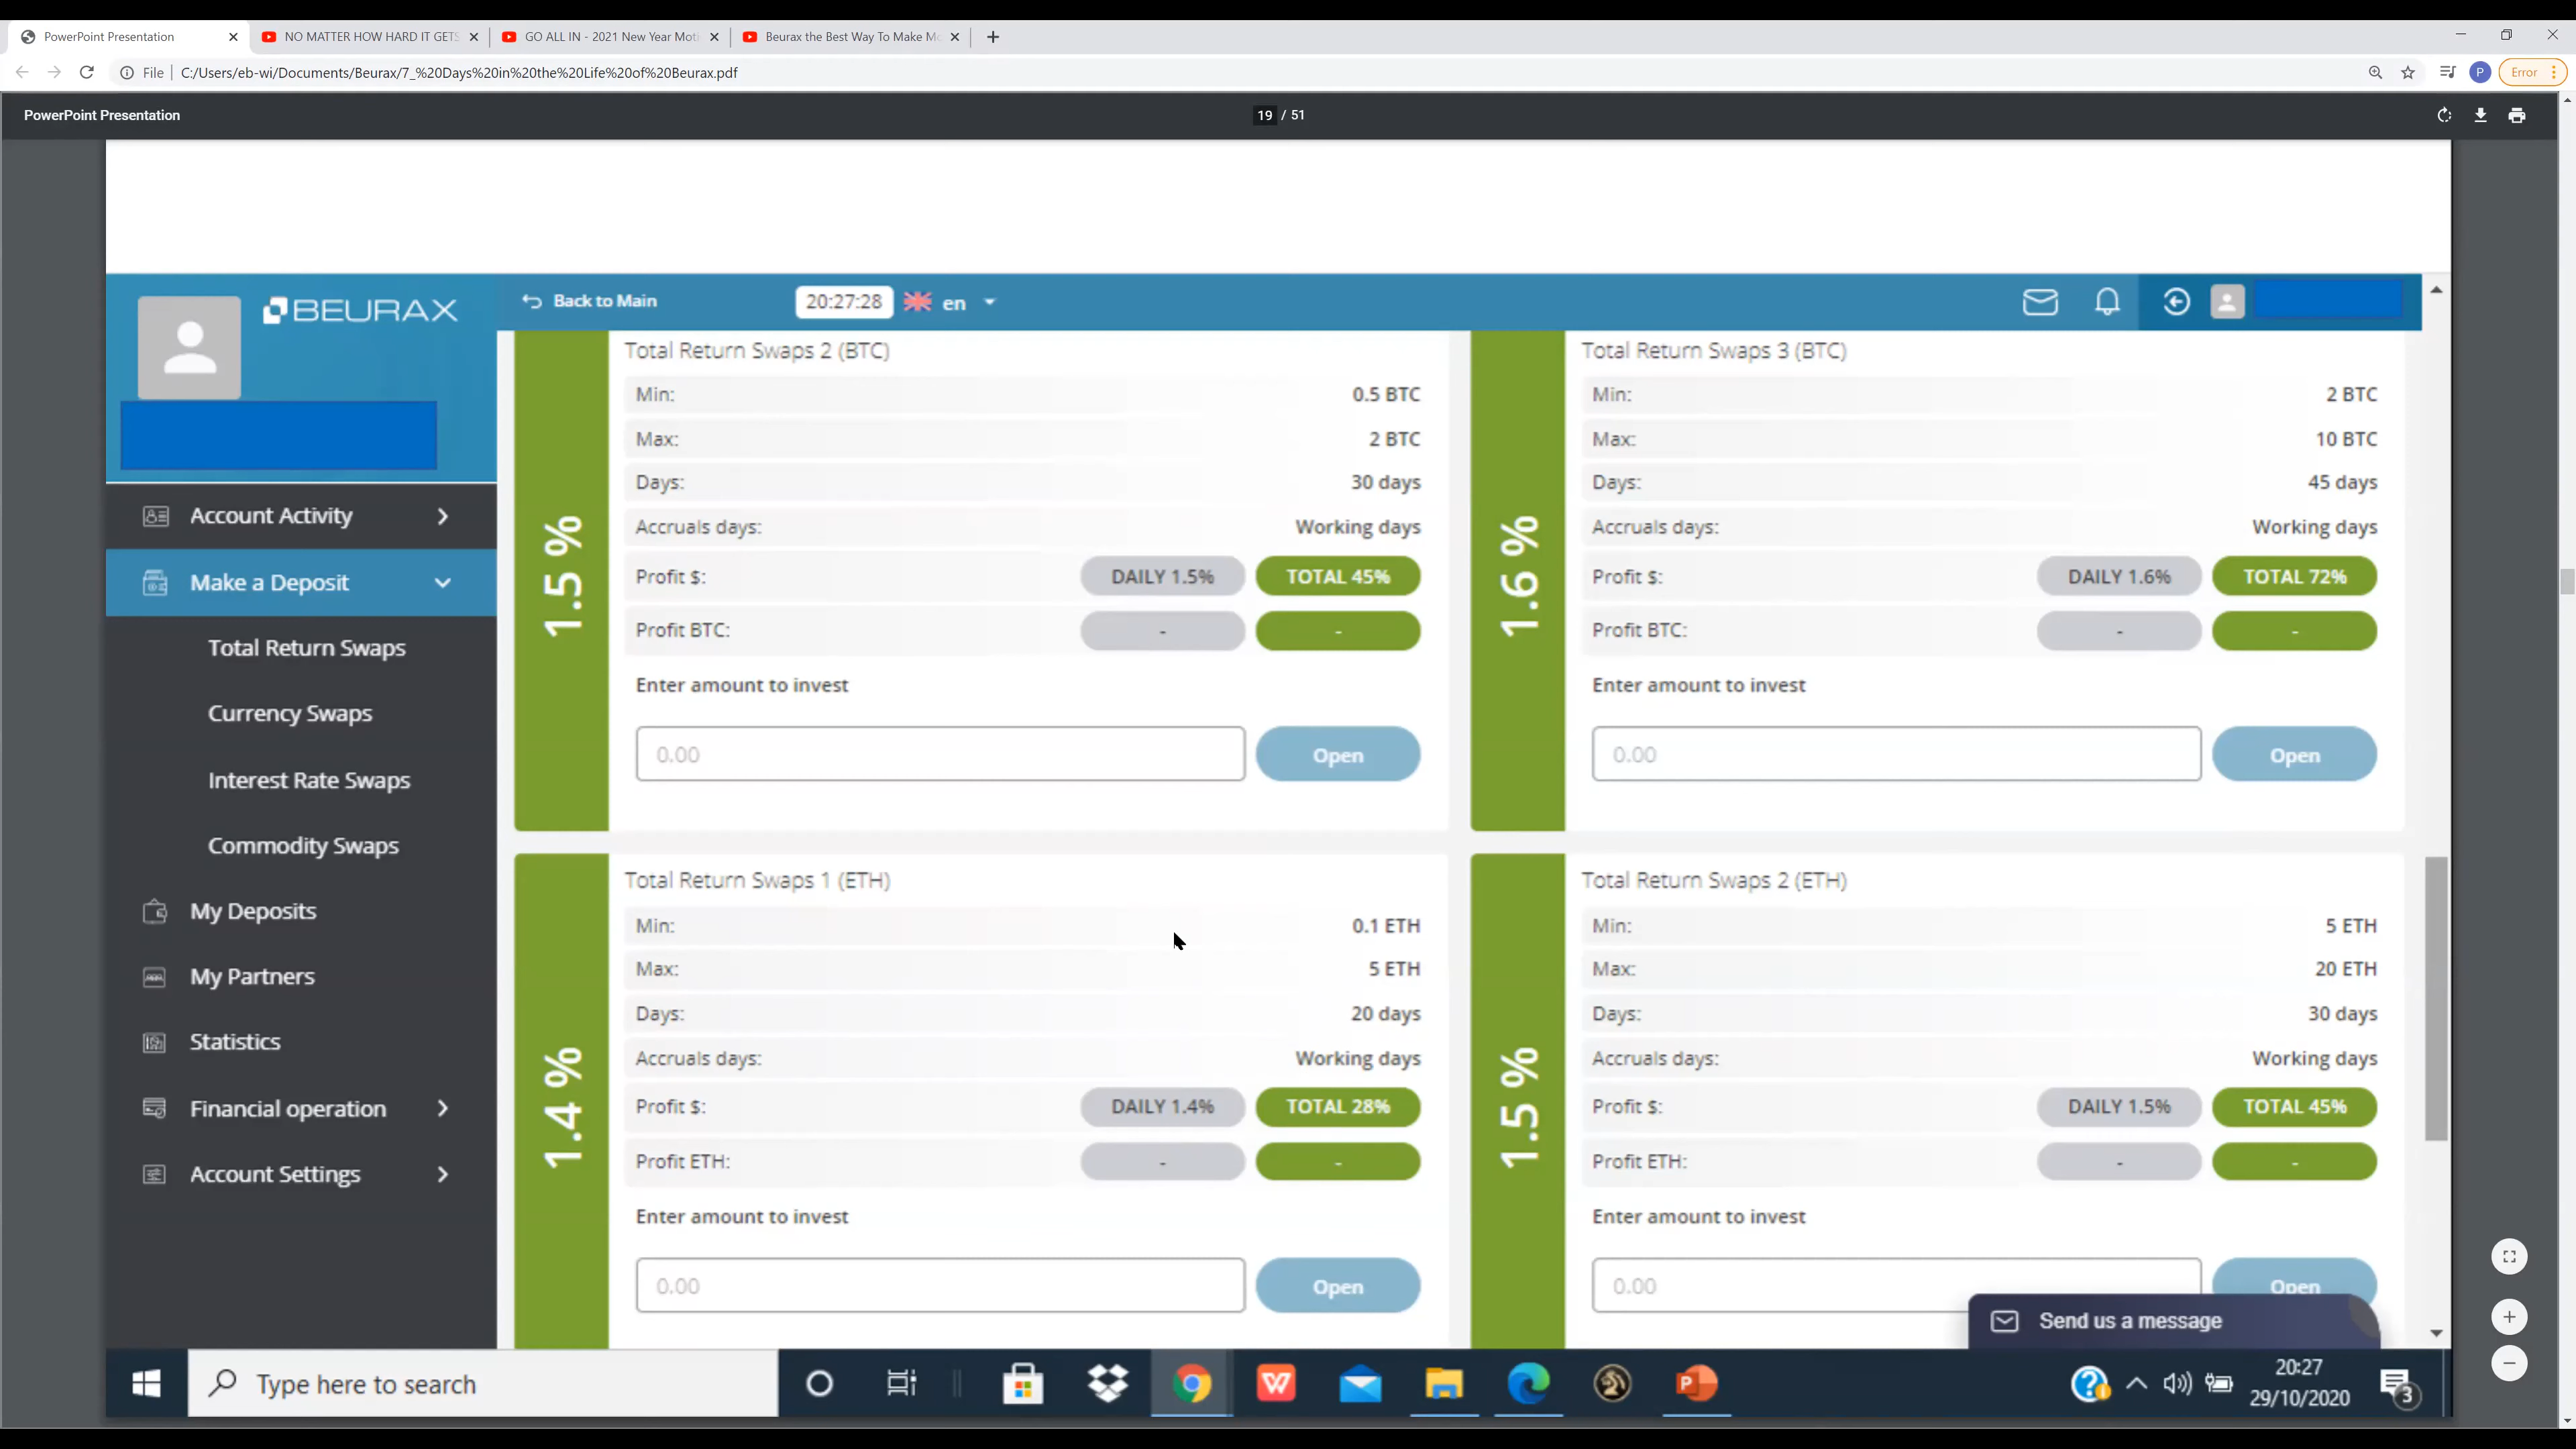 PowerPoint Presentation
NO MATTER HOW HARD IT GETS
GO ALL IN - 2021 New Year Moti
Beurax the Best Way To Make Mo
File
C:/Users/eb-wi/Documents/Beurax/7_%20Days%20in%20the%20Life%20of%20Beurax.pdf
P
Error
PowerPoint Presentation
19 / 51
BEURAX
Back to Main
20:27:28
en
Account Activity
Make a Deposit
Total Return Swaps
Currency Swaps
Interest Rate Swaps
Commodity Swaps
My Deposits
My Partners
Statistics
Financial operation
Account Settings
1.5 %
Total Return Swaps 2 (BTC)
Min: 0.5 BTC
Max: 2 BTC
Days: 30 days
Accruals days: Working days
Profit $: DAILY 1.5% TOTAL 45%
Profit BTC: - -
Enter amount to invest
0.00 Open
1.6 %
Total Return Swaps 3 (BTC)
Min: 2 BTC
Max: 10 BTC
Days: 45 days
Accruals days: Working days
Profit $: DAILY 1.6% TOTAL 72%
Profit BTC: - -
Enter amount to invest
0.00 Open
1.4 %
Total Return Swaps 1 (ETH)
Min: 0.1 ETH
Max: 5 ETH
Days: 20 days
Accruals days: Working days
Profit $: DAILY 1.4% TOTAL 28%
Profit ETH: - -
Enter amount to invest
0.00 Open
1.5 %
Total Return Swaps 2 (ETH)
Min: 5 ETH
Max: 20 ETH
Days: 30 days
Accruals days: Working days
Profit $: DAILY 1.5% TOTAL 45%
Profit ETH: - -
Enter amount to invest
0.00 Open
Send us a message
Type here to search
20:27
29/10/2020
3